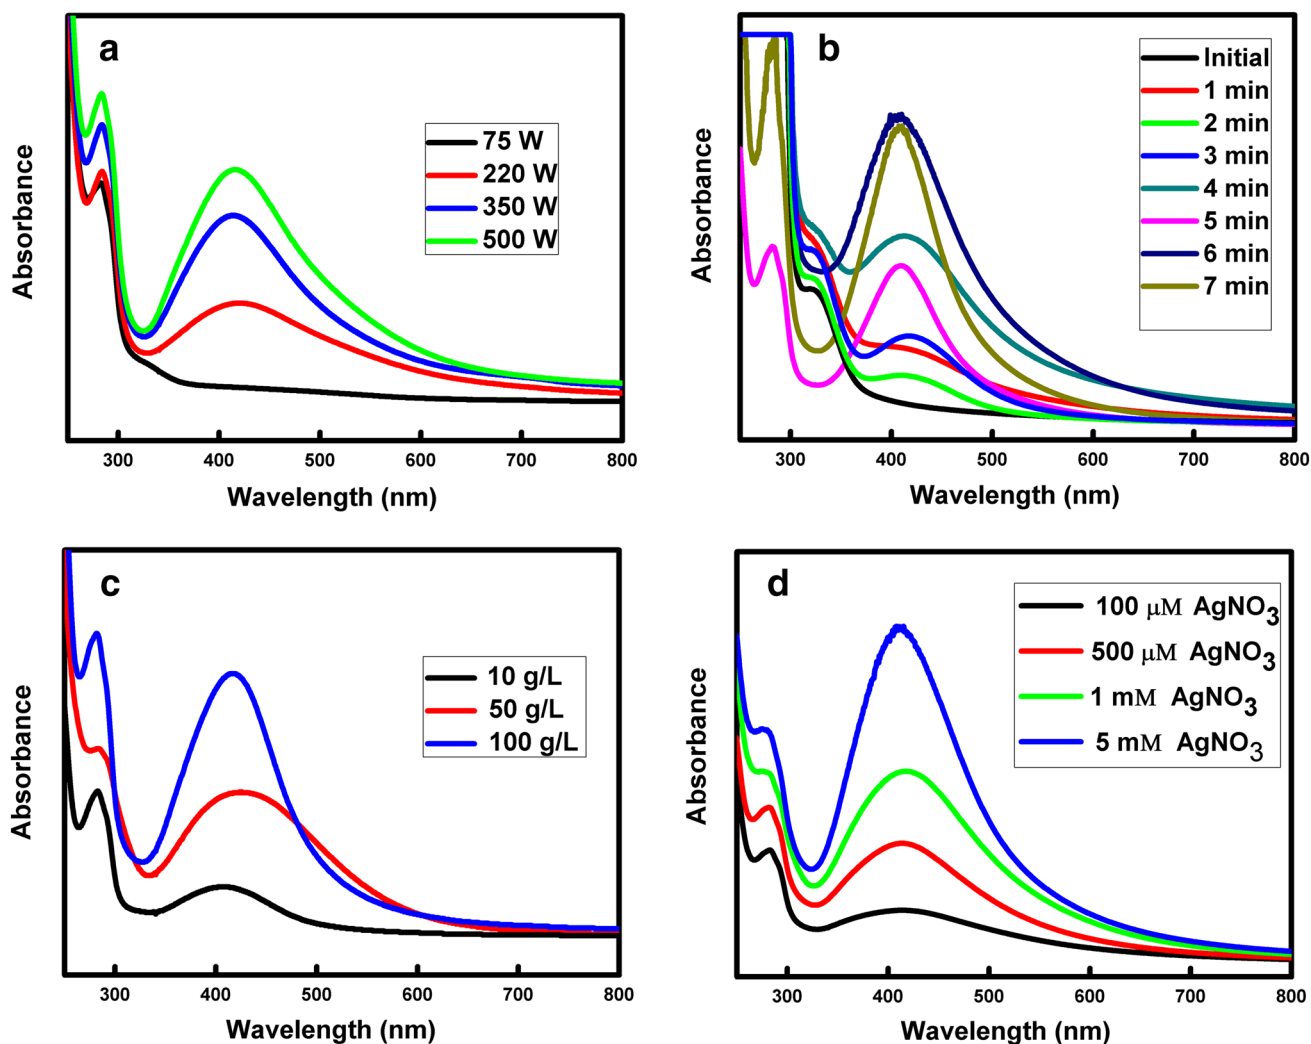 a
75 W
220 W
350 W
500 W
Absorbance
300 400 500 600 700 800
Wavelength (nm)
b
Initial
1 min
2 min
3 min
4 min
5 min
6 min
7 min
Absorbance
300 400 500 600 700 800
Wavelength (nm)
c
10 g/L
50 g/L
100 g/L
Absorbance
300 400 500 600 700 800
Wavelength (nm)
d
100 μM AgNO3
500 μM AgNO3
1 mM AgNO3
5 mM AgNO3
Absorbance
300 400 500 600 700 800
Wavelength (nm)